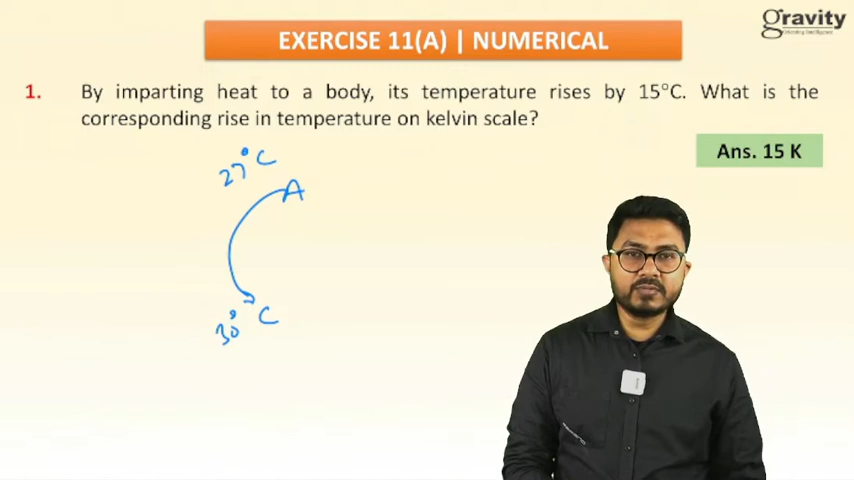 gravity
EXERCISE 11(A) | NUMERICAL
1. By imparting heat to a body, its temperature rises by 15°C. What is the
corresponding rise in temperature on kelvin scale?
Ans. 15 K
27°C
A
30°C